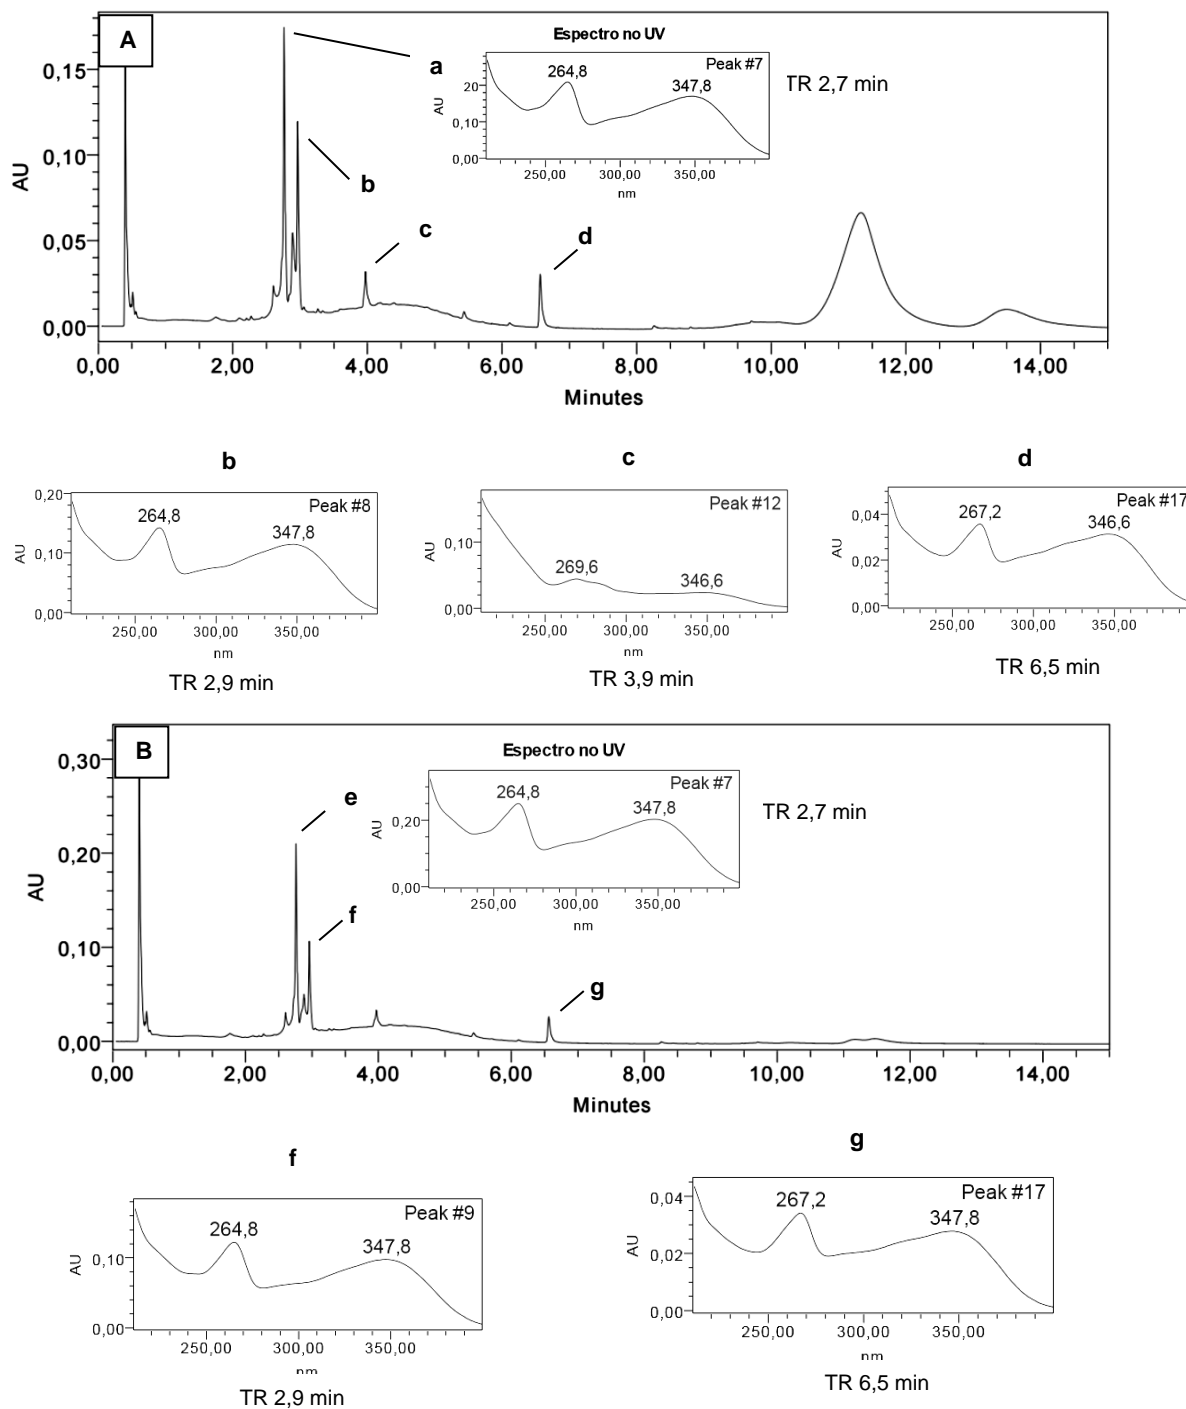 A
Espectro no UV
a
Peak #7
264,8
347,8
TR 2,7 min
20
0,10
0,00
AU
250,00 300,00 350,00
nm
b
c
d
0,15
0,10
0,05
0,00
AU
0,00 2,00 4,00 6,00 8,00 10,00 12,00 14,00
Minutes
b
Peak #8
264,8
347,8
0,20
0,10
0,00
AU
250,00 300,00 350,00
nm
TR 2,9 min
c
Peak #12
269,6
346,6
0,10
0,00
AU
250,00 300,00 350,00
nm
TR 3,9 min
d
Peak #17
267,2
346,6
0,04
0,02
0,00
AU
250,00 300,00 350,00
nm
TR 6,5 min
B
Espectro no UV
e
Peak #7
264,8
347,8
TR 2,7 min
0,20
0,00
AU
250,00 300,00 350,00
nm
f
g
0,30
0,20
0,10
0,00
AU
0,00 2,00 4,00 6,00 8,00 10,00 12,00 14,00
Minutes
f
Peak #9
264,8
347,8
0,10
0,00
AU
250,00 300,00 350,00
nm
TR 2,9 min
g
Peak #17
267,2
347,8
0,04
0,02
0,00
AU
250,00 300,00 350,00
nm
TR 6,5 min